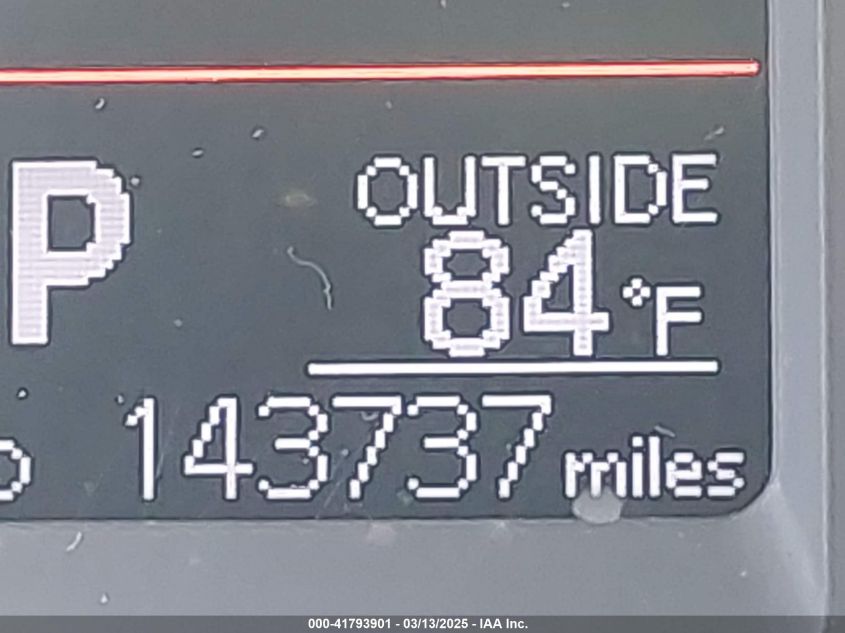 P
OUTSIDE
84°F
143737 miles
000-41793901 - 03/13/2025 - IAA Inc.